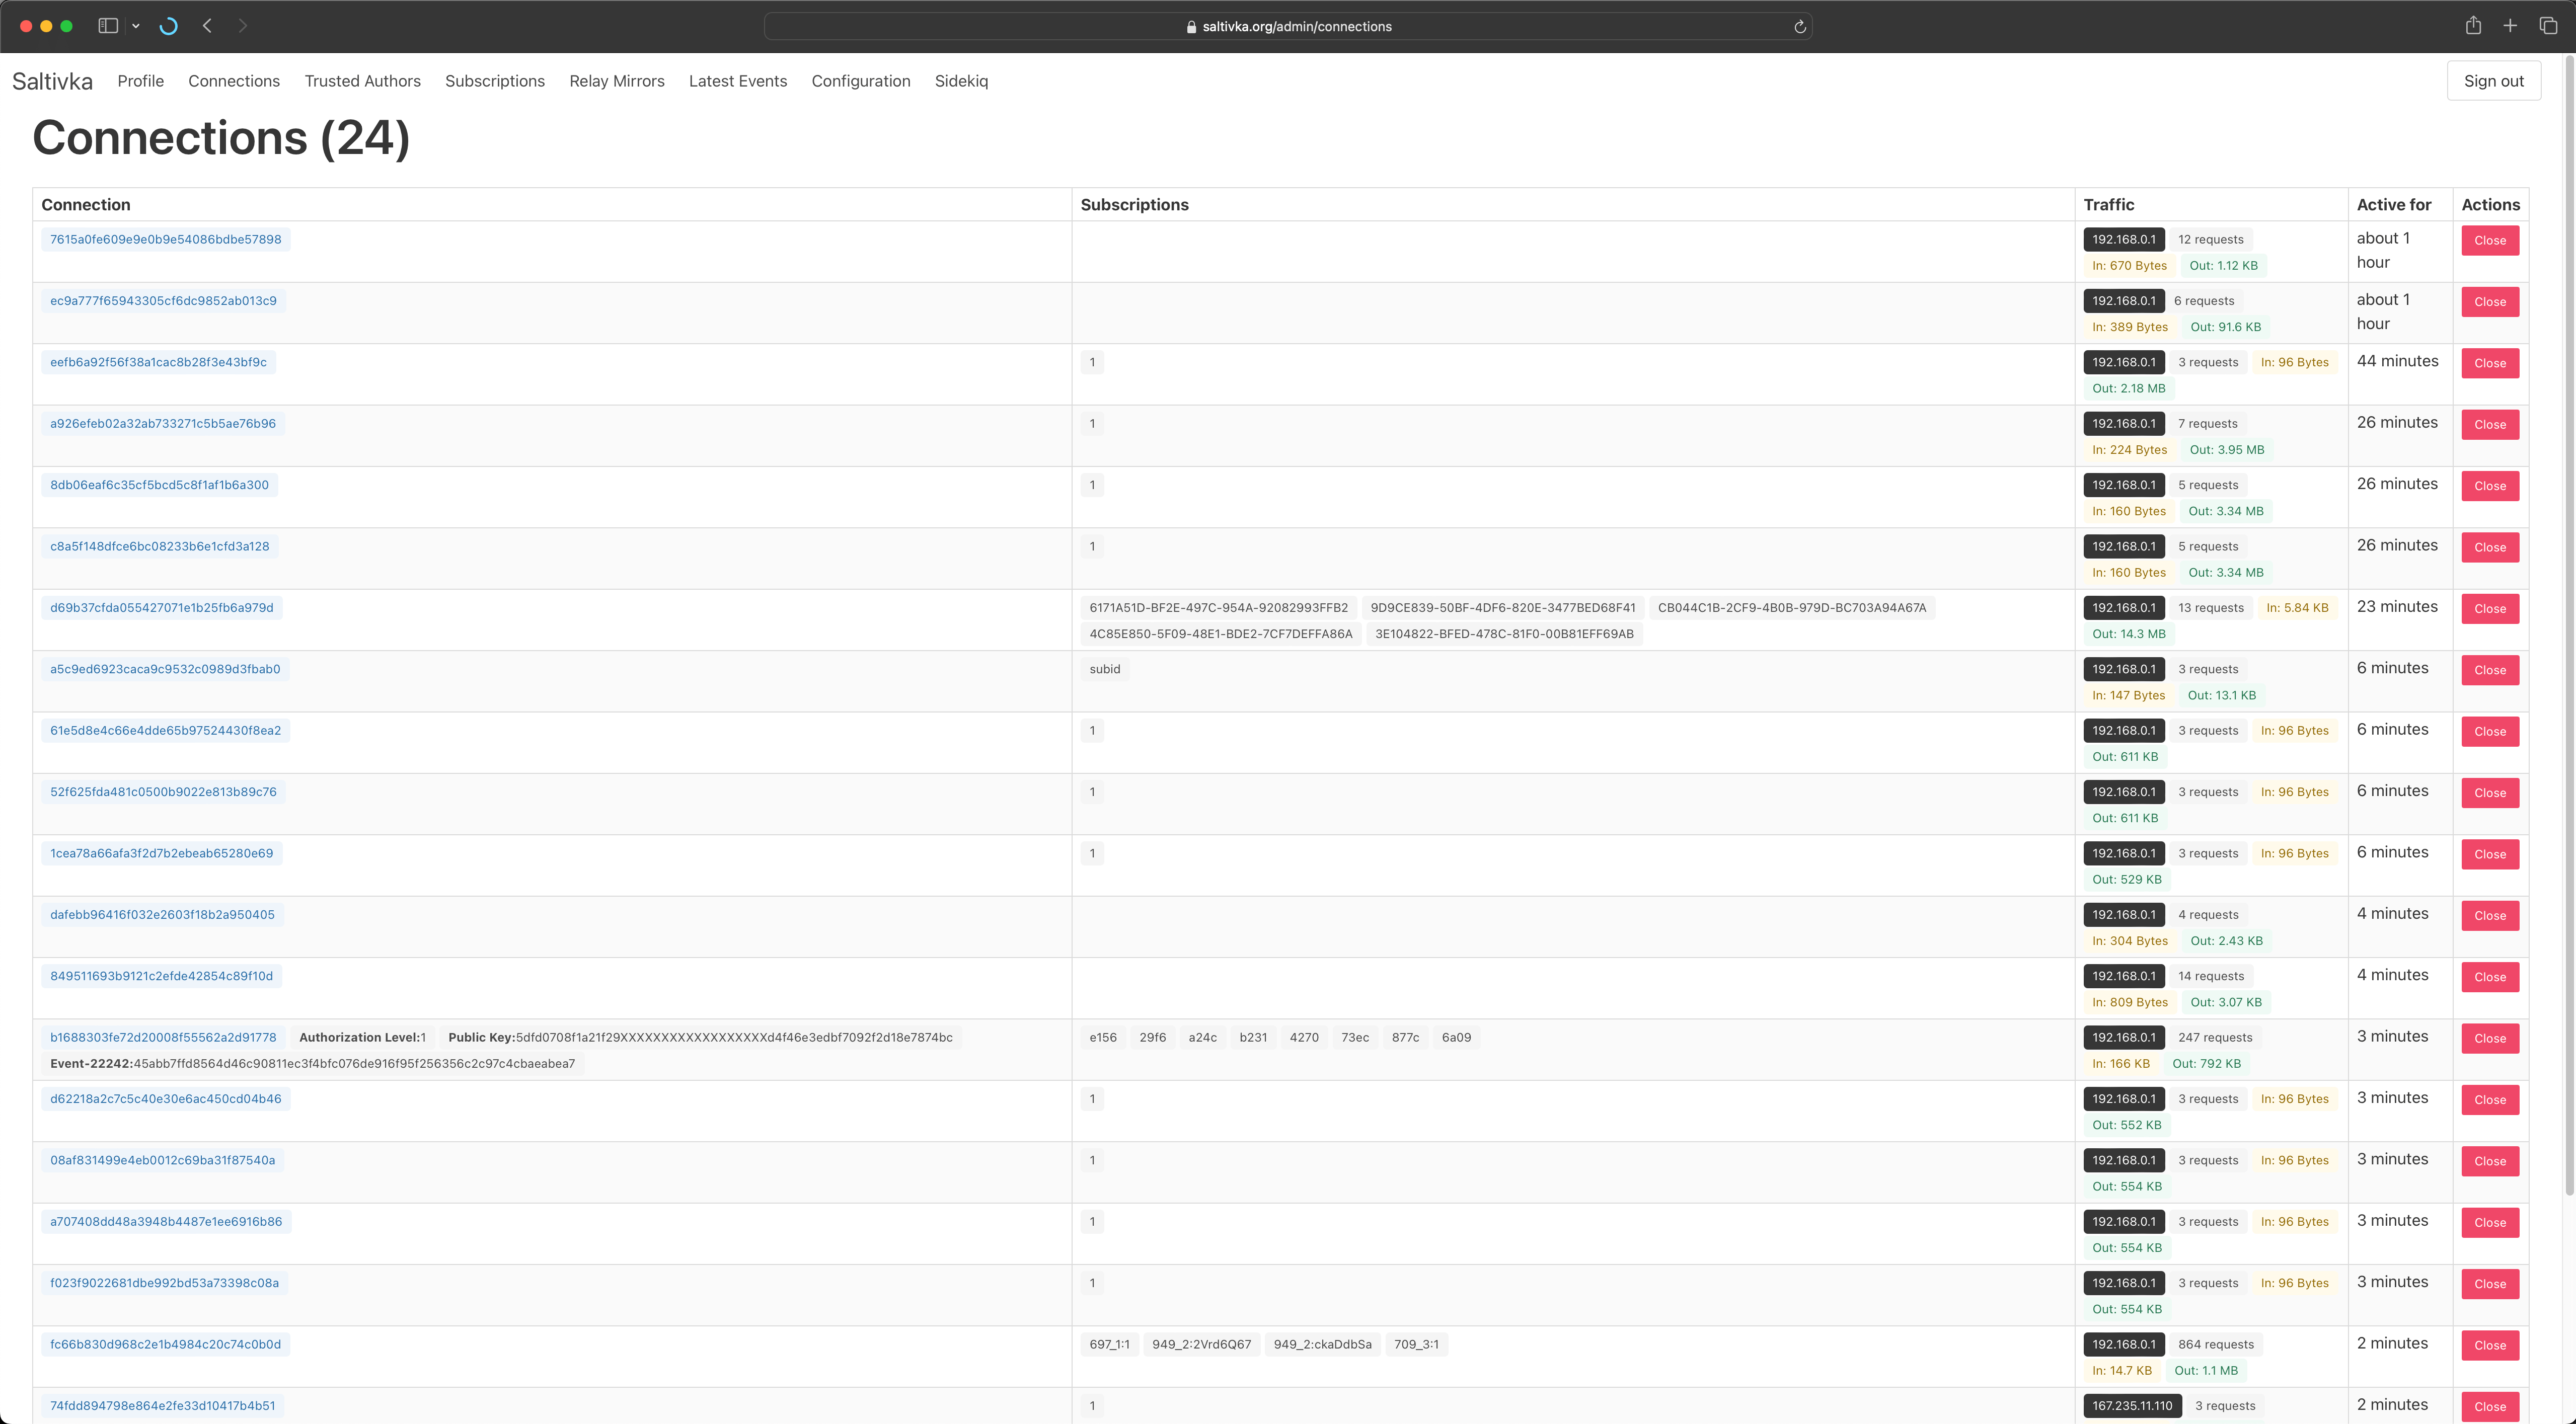 saltivka.org/admin/connections
Saltivka Profile Connections Trusted Authors Subscriptions Relay Mirrors Latest Events Configuration Sidekiq Sign out
Connections (24)
Connection Subscriptions Traffic Active for Actions
7615a0fe609e9e0b9e54086bdbe57898 192.168.0.1 12 requests about 1 Close
In: 670 Bytes Out: 1.12 KB hour
ec9a777f65943305cf6dc9852ab013c9 192.168.0.1 6 requests about 1 Close
In: 389 Bytes Out: 91.6 KB hour
eefb6a92f56f38a1cac8b28f3e43bf9c 1 192.168.0.1 3 requests In: 96 Bytes 44 minutes Close
Out: 2.18 MB
a926efeb02a32ab733271c5b5ae76b96 1 192.168.0.1 7 requests 26 minutes Close
In: 224 Bytes Out: 3.95 MB
8db06eaf6c35cf5bcd5c8f1af1b6a300 1 192.168.0.1 5 requests 26 minutes Close
In: 160 Bytes Out: 3.34 MB
c8a5f148dfce6bc08233b6e1cfd3a128 1 192.168.0.1 5 requests 26 minutes Close
In: 160 Bytes Out: 3.34 MB
d69b37cfda055427071e1b25fb6a979d 6171A51D-BF2E-497C-954A-92082993FFB2 9D9CE839-50BF-4DF6-820E-3477BED68F41 CB044C1B-2CF9-4B0B-979D-BC703A94A67A 192.168.0.1 13 requests In: 5.84 KB 23 minutes Close
4C85E850-5F09-48E1-BDE2-7CF7DEFFA86A 3E104822-BFED-478C-81F0-00B81EFF69AB Out: 14.3 MB
a5c9ed6923caca9c9532c0989d3fbab0 subid 192.168.0.1 3 requests 6 minutes Close
In: 147 Bytes Out: 13.1 KB
61e5d8e4c66e4dde65b97524430f8ea2 1 192.168.0.1 3 requests In: 96 Bytes 6 minutes Close
Out: 611 KB
52f625fda481c0500b9022e813b89c76 1 192.168.0.1 3 requests In: 96 Bytes 6 minutes Close
Out: 611 KB
1cea78a66afa3f2d7b2ebeab65280e69 1 192.168.0.1 3 requests In: 96 Bytes 6 minutes Close
Out: 529 KB
dafebb96416f032e2603f18b2a950405 192.168.0.1 4 requests 4 minutes Close
In: 304 Bytes Out: 2.43 KB
849511693b9121c2efde42854c89f10d 192.168.0.1 14 requests 4 minutes Close
In: 809 Bytes Out: 3.07 KB
b1688303fe72d20008f55562a2d91778 Authorization Level:1 Public Key:5dfd0708f1a21f29XXXXXXXXXXXXXXXXXXd4f46e3edbf7092f2d18e7874bc e156 29f6 a24c b231 4270 73ec 877c 6a09 192.168.0.1 247 requests 3 minutes Close
Event-22242:45abb7ffd8564d46c90811ec3f4bfc076de916f95f256356c2c97c4cbaeabea7 In: 166 KB Out: 792 KB
d62218a2c7c5c40e30e6ac450cd04b46 1 192.168.0.1 3 requests In: 96 Bytes 3 minutes Close
Out: 552 KB
08af831499e4eb0012c69ba31f87540a 1 192.168.0.1 3 requests In: 96 Bytes 3 minutes Close
Out: 554 KB
a707408dd48a3948b4487e1ee6916b86 1 192.168.0.1 3 requests In: 96 Bytes 3 minutes Close
Out: 554 KB
f023f9022681dbe992bd53a73398c08a 1 192.168.0.1 3 requests In: 96 Bytes 3 minutes Close
Out: 554 KB
fc66b830d968c2e1b4984c20c74c0b0d 697_1:1 949_2:2Vrd6Q67 949_2:ckaDdbSa 709_3:1 192.168.0.1 864 requests 2 minutes Close
In: 14.7 KB Out: 1.1 MB
74fdd894798e864e2fe33d10417b4b51 1 167.235.11.110 3 requests 2 minutes Close